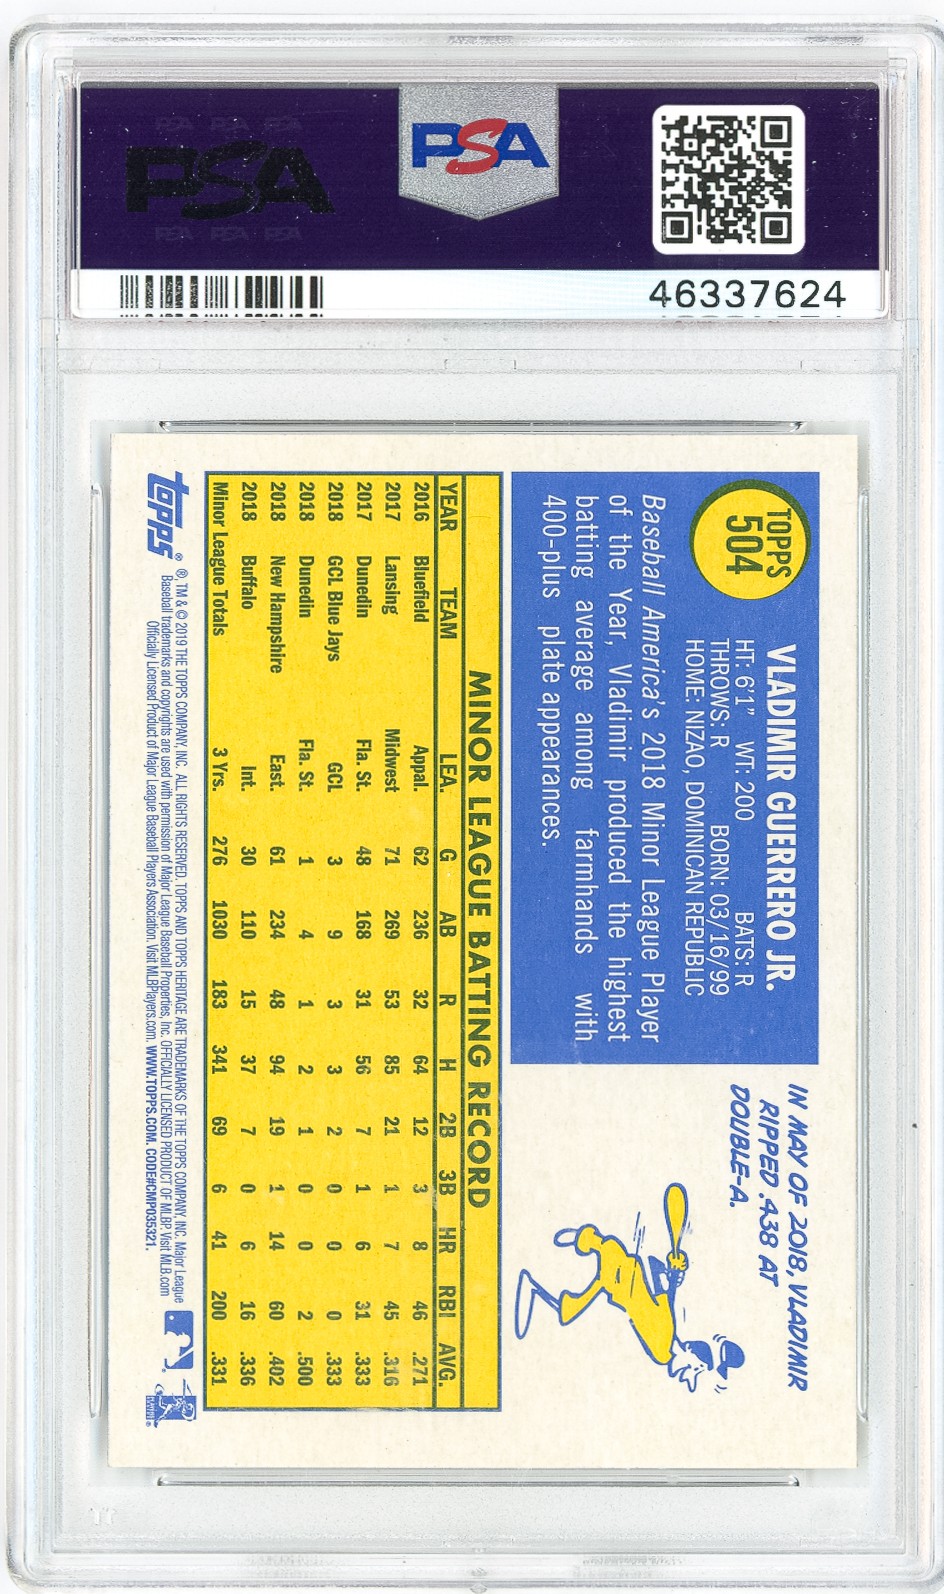 PSA PSA PSA
PSA
PSA PSA PSA
PSA
46337624
TOPPS
504
VLADIMIR GUERRERO JR.
HT: 6'1" WT: 200 BATS: R
THROWS: R BORN: 03/16/99
HOME: NIZAO, DOMINICAN REPUBLIC
Baseball America's 2018 Minor League Player
of the Year, Vladimir produced the highest
batting average among farmhands with
400-plus plate appearances.
IN MAY OF 2018, VLADIMIR
RIPPED .438 AT
DOUBLE-A.
MINOR LEAGUE BATTING RECORD
YEAR TEAM LEA. G AB R H 2B 3B HR RBI AVG.
2016 Bluefield Appal. 62 236 32 64 12 3 8 46 .271
2017 Lansing Midwest 71 269 53 85 21 1 7 45 .316
2017 Dunedin Fla. St. 48 168 31 56 7 1 6 31 .333
2018 GCL Blue Jays GCL 3 9 3 3 2 0 0 0 .333
2018 Dunedin Fla. St. 1 4 1 2 1 0 0 2 .500
2018 New Hampshire East. 61 234 48 94 19 1 14 60 .402
2018 Buffalo Int. 30 110 15 37 7 0 6 16 .336
Minor League Totals 3 Yrs. 276 1030 183 341 69 6 41 200 .331
topps®
®, TM & © 2019 THE TOPPS COMPANY, INC. ALL RIGHTS RESERVED. TOPPS AND TOPPS HERITAGE ARE TRADEMARKS OF THE TOPPS COMPANY, INC. Major League
Baseball trademarks and copyrights are used with permission of Major League Baseball Properties, Inc. OFFICIALLY LICENSED PRODUCT OF MLBP. Visit MLB.com
Officially Licensed Product of Major League Baseball Players Association. Visit MLBPlayers.com. WWW.TOPPS.COM. CODE#CMP035321.